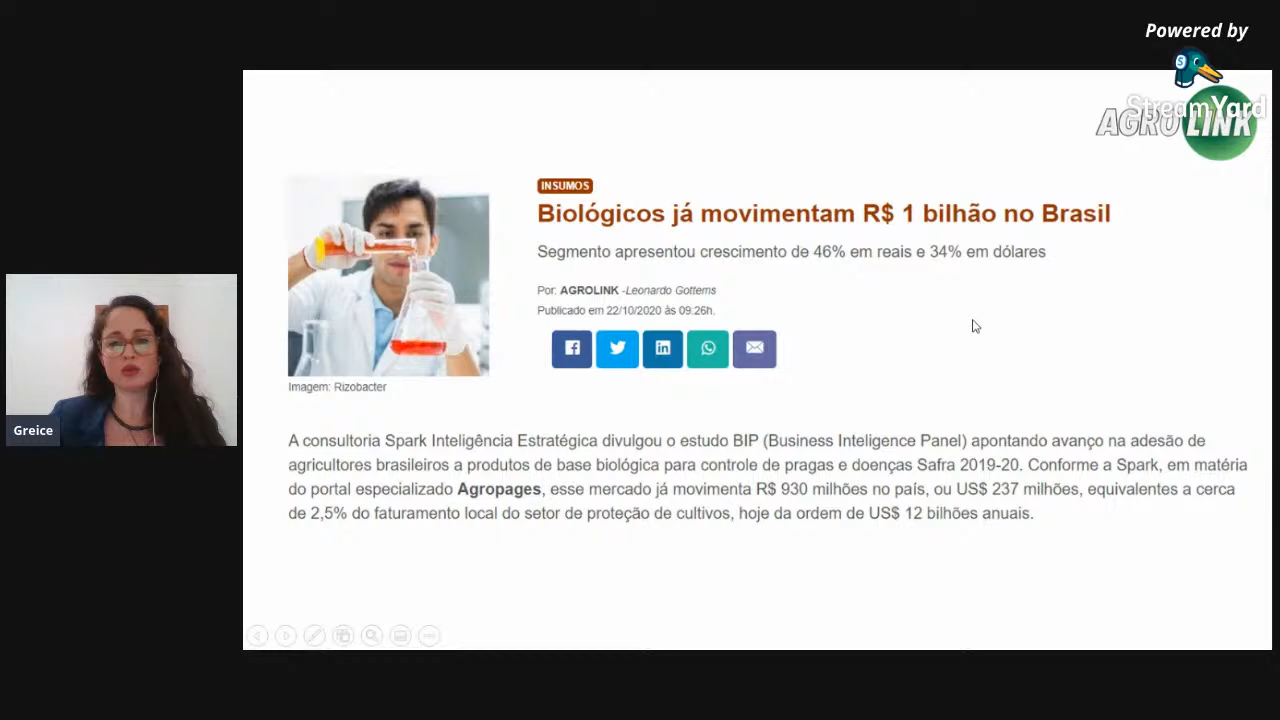 Powered by
StreamYard
AGROLINK
INSUMOS
Biológicos já movimentam R$ 1 bilhão no Brasil
Segmento apresentou crescimento de 46% em reais e 34% em dólares
Por: AGROLINK -Leonardo Gottems
Publicado em 22/10/2020 às 09:26h.
Imagem: Rizobacter
Greice
A consultoria Spark Inteligência Estratégica divulgou o estudo BIP (Business Inteligence Panel) apontando avanço na adesão de
agricultores brasileiros a produtos de base biológica para controle de pragas e doenças Safra 2019-20. Conforme a Spark, em matéria
do portal especializado Agropages, esse mercado já movimenta R$ 930 milhões no país, ou US$ 237 milhões, equivalentes a cerca
de 2,5% do faturamento local do setor de proteção de cultivos, hoje da ordem de US$ 12 bilhões anuais.